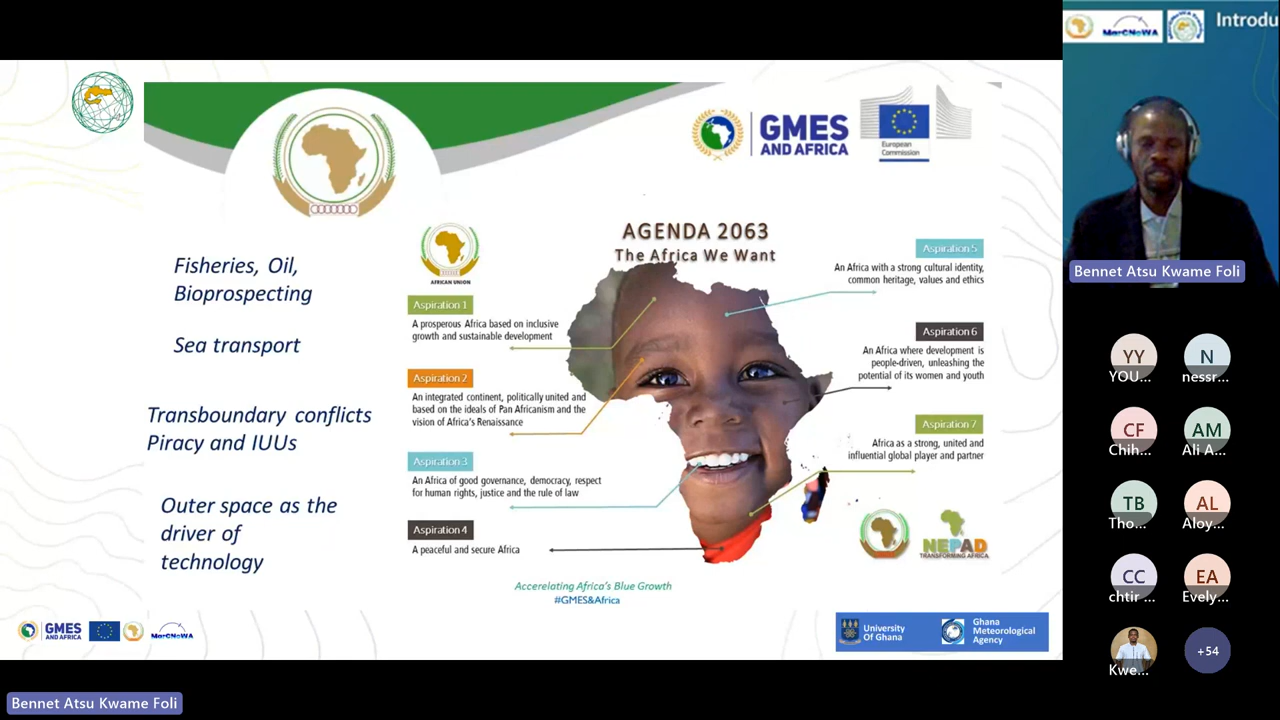 GMES
AND AFRICA
European
Commission
AGENDA 2063
The Africa We Want
Fisheries, Oil,
Bioprospecting
Sea transport
Transboundary conflicts
Piracy and IUUs
Outer space as the
driver of
technology
AFRICAN UNION
Aspiration 1
A prosperous Africa based on inclusive
growth and sustainable development
Aspiration 2
An integrated continent, politically united and
based on the ideals of Pan Africanism and the
vision of Africa's Renaissance
Aspiration 3
An Africa of good governance, democracy, respect
for human rights, justice and the rule of law
Aspiration 4
A peaceful and secure Africa
Aspiration 5
An Africa with a strong cultural identity,
common heritage, values and ethics
Aspiration 6
An Africa where development is
people-driven, unleashing the
potential of its women and youth
Aspiration 7
Africa as a strong, united and
influential global player and partner
NEPAD
TRANSFORMING AFRICA
Accerelating Africa's Blue Growth
#GMES&Africa
GMES
AND AFRICA
MarCNoWA
University
Of Ghana
Ghana
Meteorological
Agency
Bennet Atsu Kwame Foli
MarCNoWA
Introdu
Bennet Atsu Kwame Foli
YY
YOU...
N
nessr...
CF
Chih...
AM
Ali A...
TB
Tho...
AL
Aloy...
CC
chtir ...
EA
Evely...
Kwe...
+54